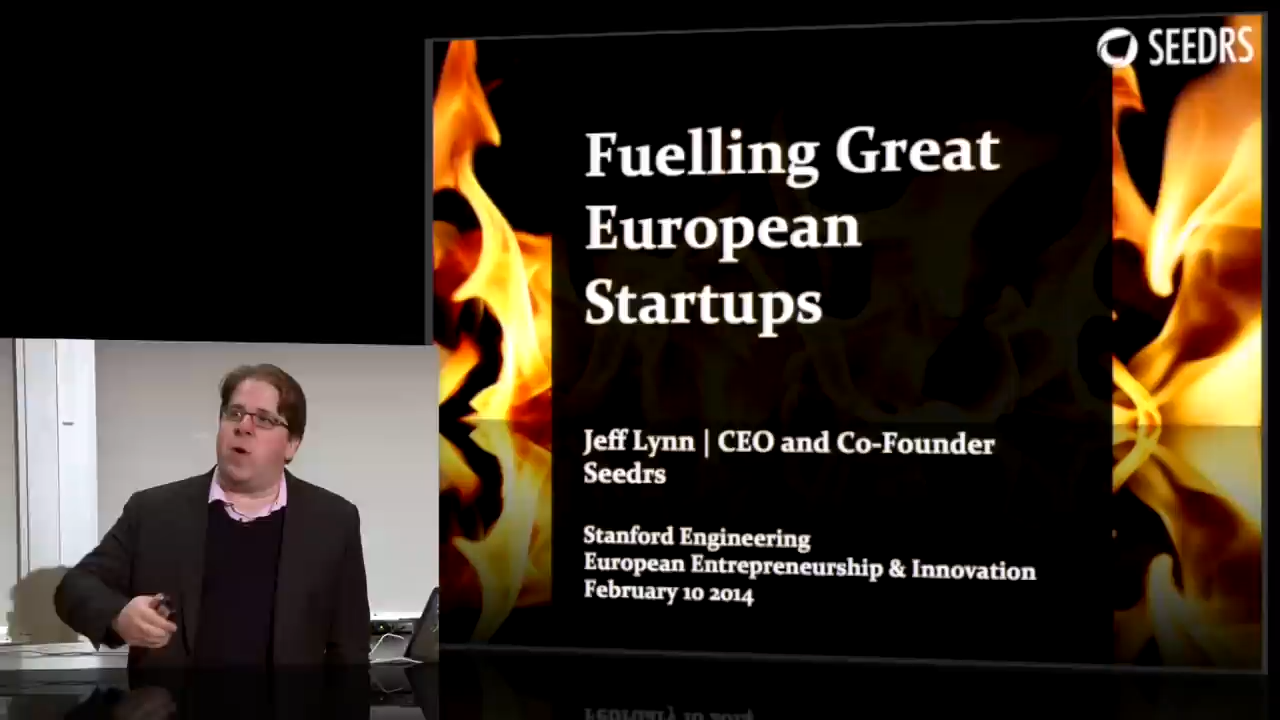 SEEDRS
Fuelling Great
European
Startups
Jeff Lynn | CEO and Co-Founder
Seedrs
Stanford Engineering
European Entrepreneurship & Innovation
February 10 2014